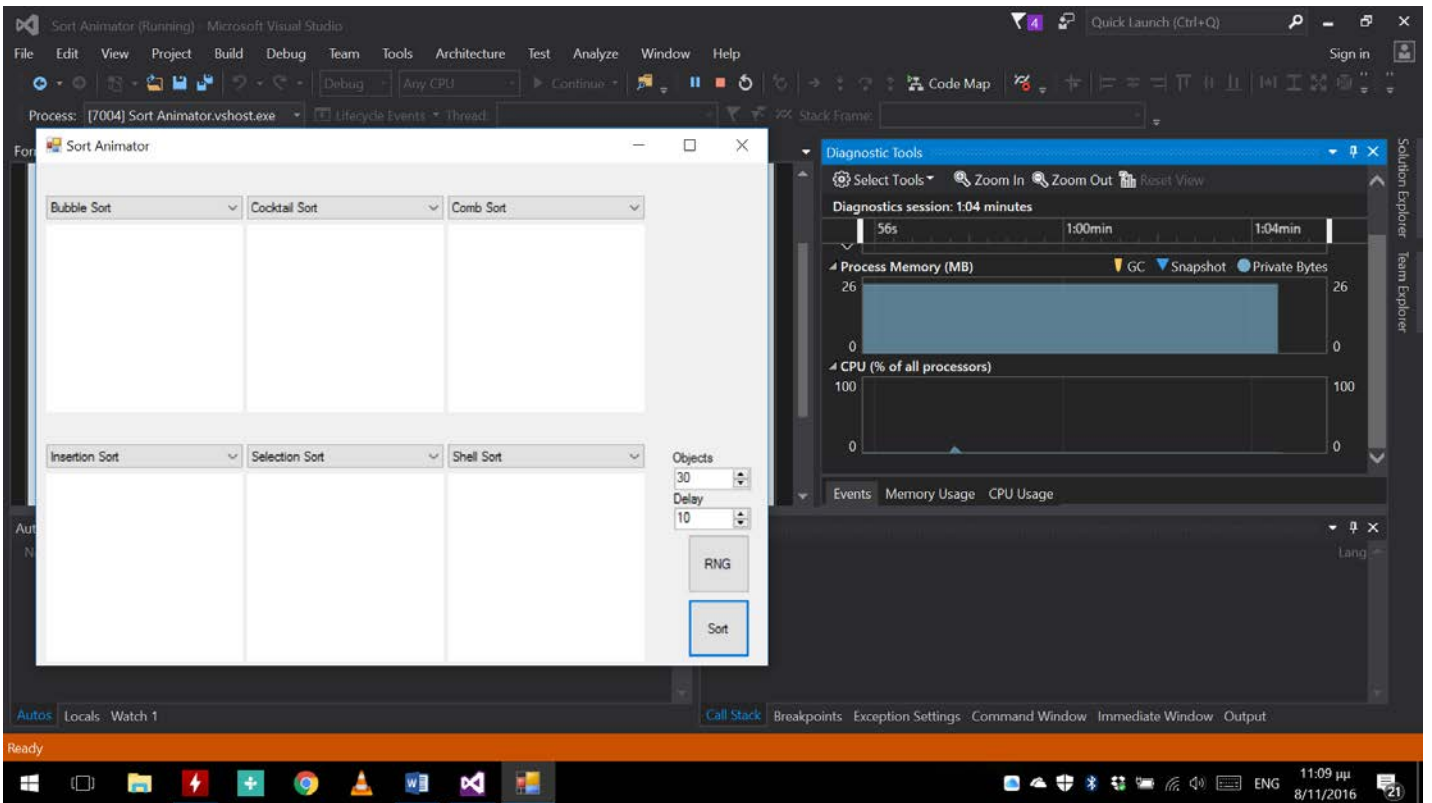 Sort Animator (Running) - Microsoft Visual Studio
4
Quick Launch (Ctrl+Q)
File Edit View Project Build Debug Team Tools Architecture Test Analyze Window Help
Sign in
Debug Any CPU Continue Code Map
Process: [7004] Sort Animator.vshost.exe Lifecycle Events Thread: Stack Frame:
Sort Animator
Bubble Sort Cocktail Sort Comb Sort
Insertion Sort Selection Sort Shell Sort
Objects
30
Delay
10
RNG
Sort
Diagnostic Tools
Select Tools Zoom In Zoom Out Reset View
Diagnostics session: 1:04 minutes
56s 1:00min 1:04min
Process Memory (MB) GC Snapshot Private Bytes
26 26
0 0
CPU (% of all processors)
100 100
0 0
Events Memory Usage CPU Usage
Solution Explorer
Team Explorer
Lang
Autos Locals Watch 1
Call Stack Breakpoints Exception Settings Command Window Immediate Window Output
Ready
ENG
11:09 μμ
8/11/2016
21